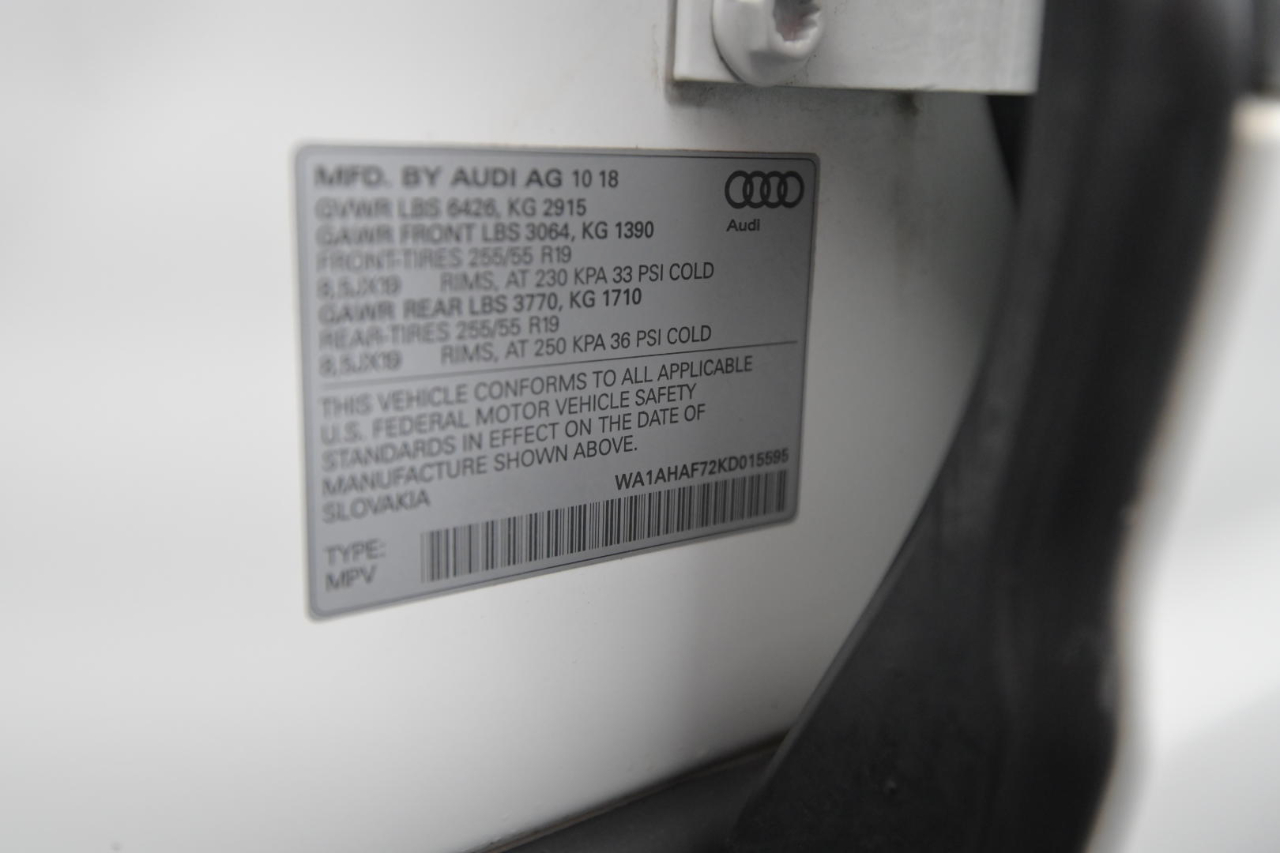 MFD. BY AUDI AG 10 18
GVWR LBS 6426, KG 2915
GAWR FRONT LBS 3064, KG 1390
FRONT-TIRES 255/55 R19
8,5JX19 RIMS, AT 230 KPA 33 PSI COLD
GAWR REAR LBS 3770, KG 1710
REAR-TIRES 255/55 R19
8,5JX19 RIMS, AT 250 KPA 36 PSI COLD
Audi
THIS VEHICLE CONFORMS TO ALL APPLICABLE
U.S. FEDERAL MOTOR VEHICLE SAFETY
STANDARDS IN EFFECT ON THE DATE OF
MANUFACTURE SHOWN ABOVE.
SLOVAKIA
WA1AHAF72KD015595
TYPE:
MPV